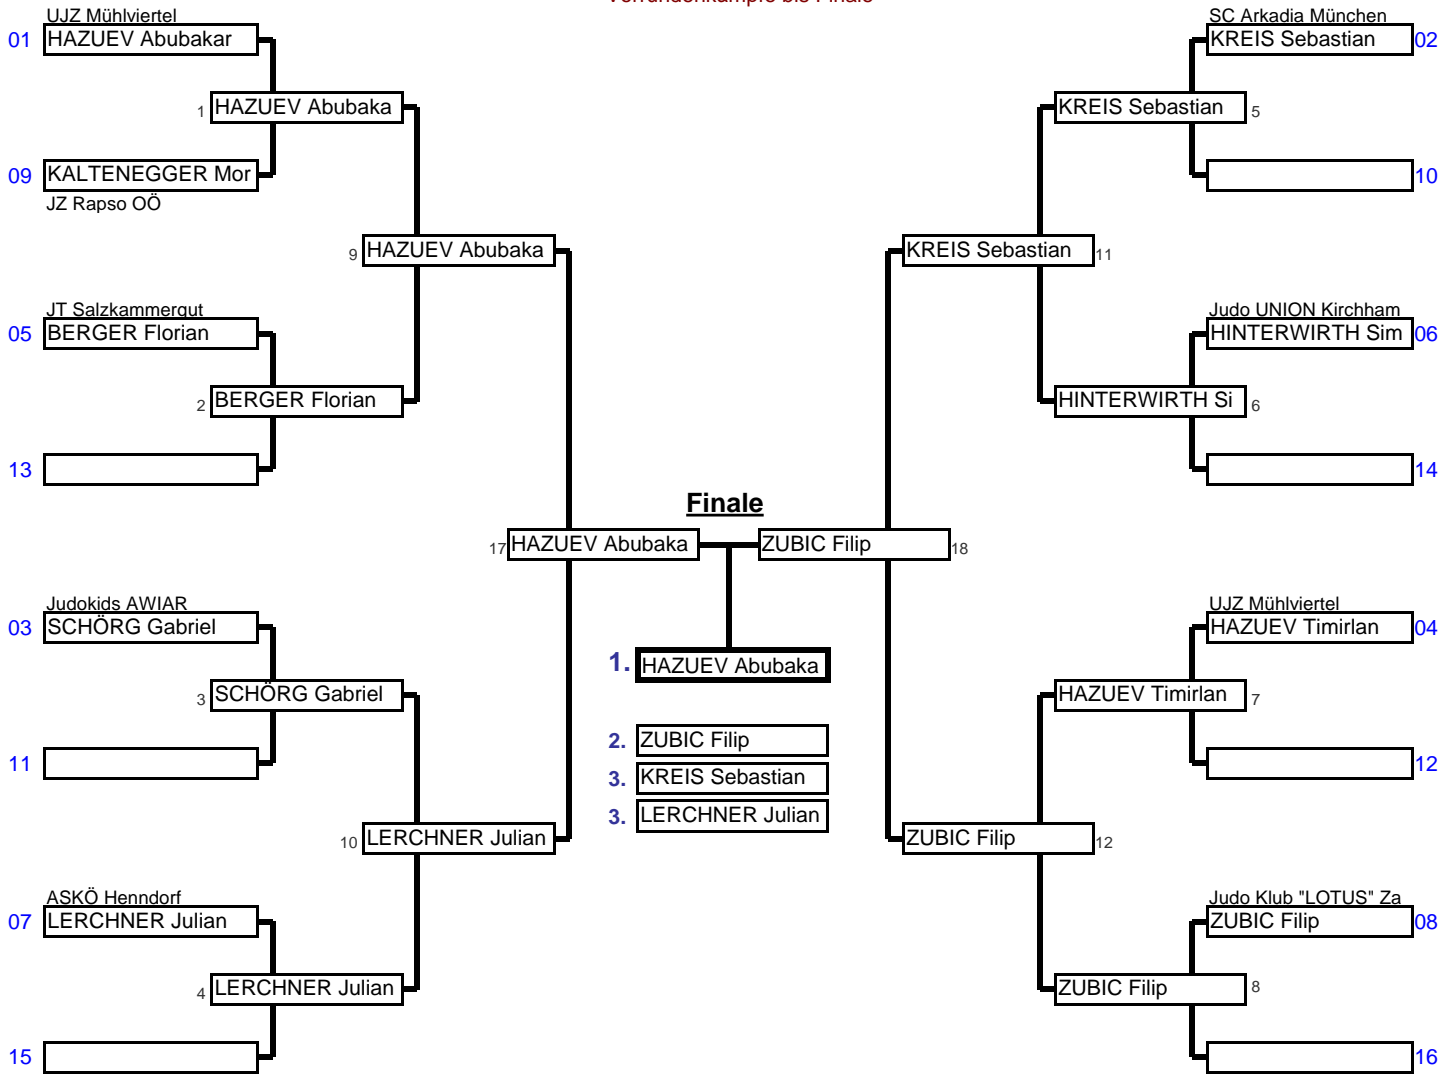 UJZ Mühlviertel
01 HAZUEV Abubakar
1 HAZUEV Abubaka
09 KALTENEGGER Mor
JZ Rapso OÖ
9 HAZUEV Abubaka
JT Salzkammergut
05 BERGER Florian
2 BERGER Florian
13
17 HAZUEV Abubaka
Judokids AWIAR
03 SCHÖRG Gabriel
3 SCHÖRG Gabriel
11
10 LERCHNER Julian
ASKÖ Henndorf
07 LERCHNER Julian
4 LERCHNER Julian
15
Finale
1. HAZUEV Abubaka
2. ZUBIC Filip
3. KREIS Sebastian
3. LERCHNER Julian
SC Arkadia München
KREIS Sebastian 02
KREIS Sebastian 5
10
KREIS Sebastian 11
Judo UNION Kirchham
HINTERWIRTH Sim 06
HINTERWIRTH Si 6
14
ZUBIC Filip 18
UJZ Mühlviertel
HAZUEV Timirlan 04
HAZUEV Timirlan 7
12
ZUBIC Filip 12
Judo Klub "LOTUS" Za
ZUBIC Filip 08
ZUBIC Filip 8
16